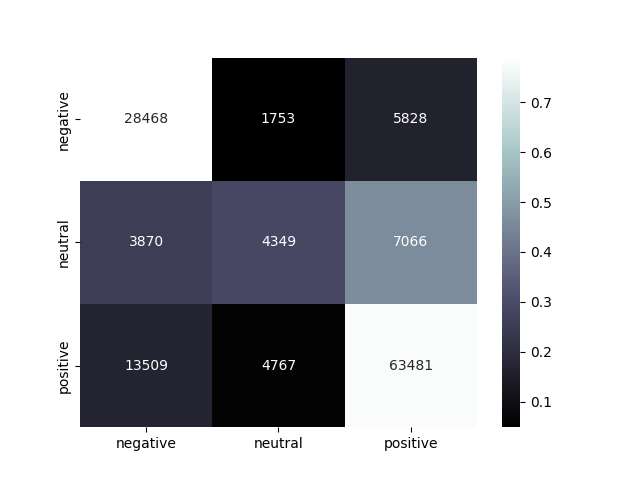 negative 28468 1753 5828
neutral 3870 4349 7066
positive 13509 4767 63481
negative neutral positive
0.7
0.6
0.5
0.4
0.3
0.2
0.1